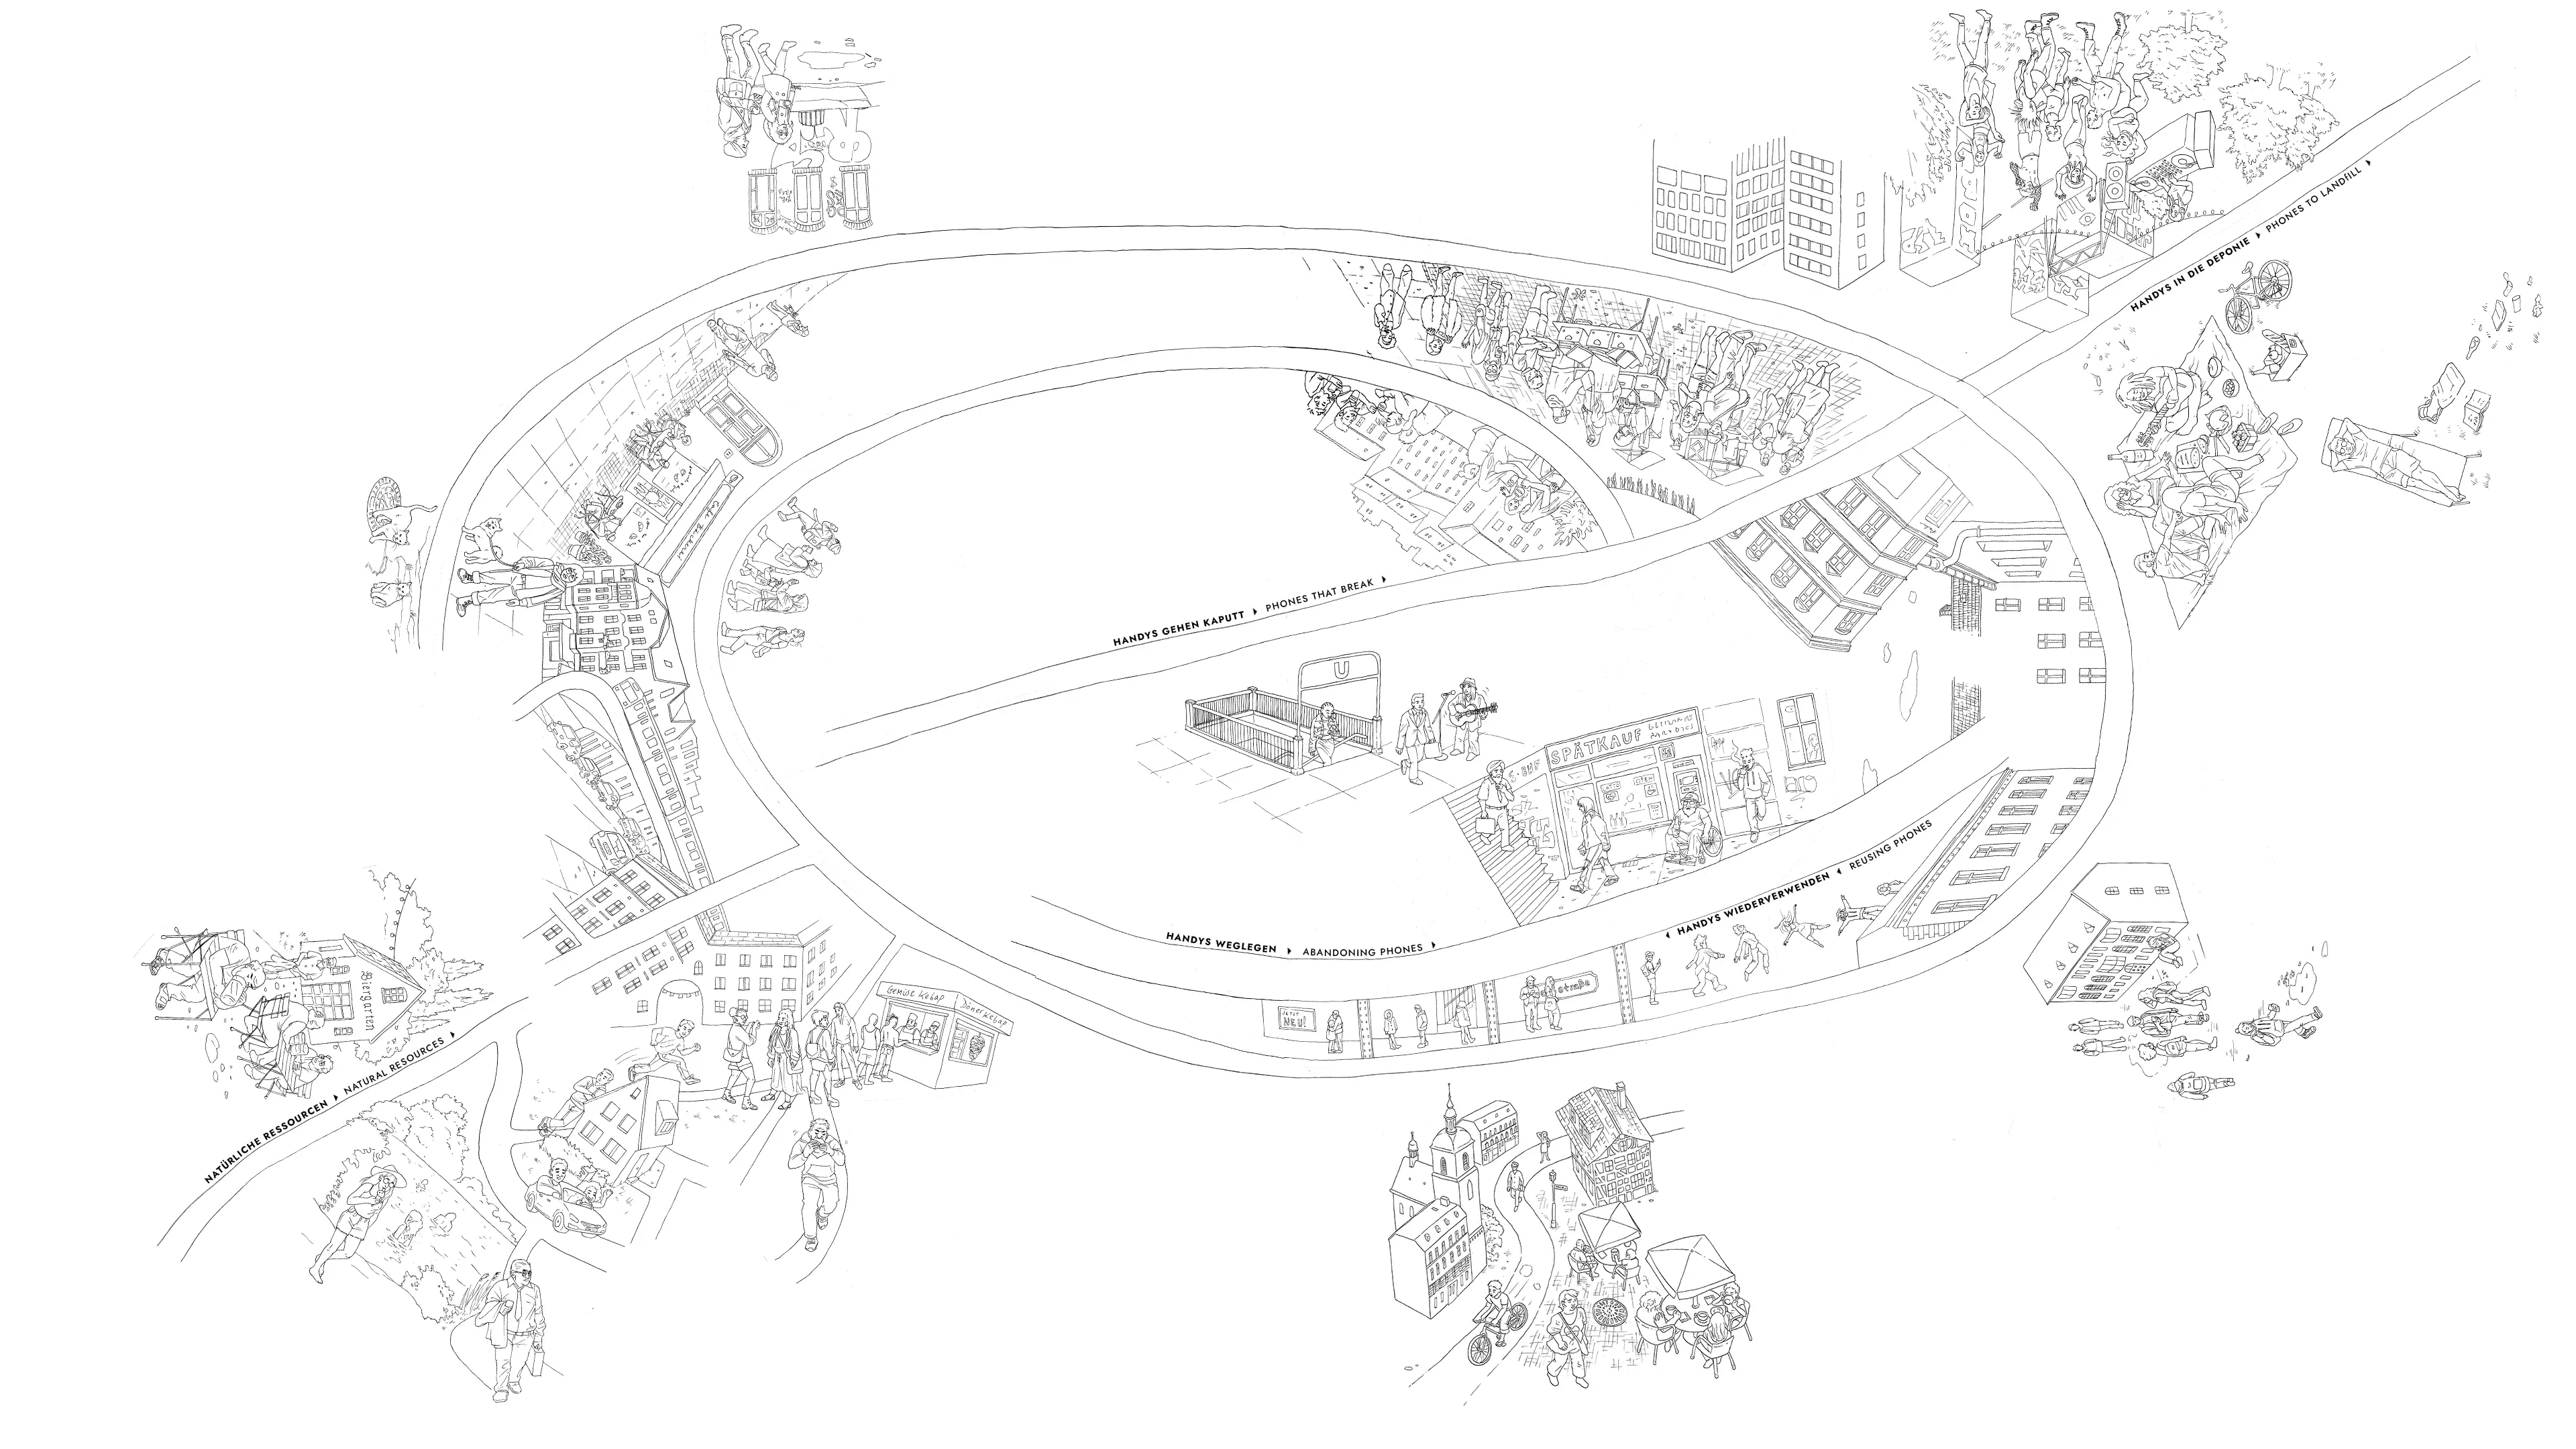 HANDYS IN DIE DEPONIE ▸ PHONES TO LANDFILL ▸
HANDYS GEHEN KAPUTT ▸ PHONES THAT BREAK ▸
U
SPÄTKAUF
HANDYS WEGLEGEN ▸ ABANDONING PHONES ▸
◂ HANDYS WIEDERVERWENDEN ◂ REUSING PHONES
JETZT NEU!
straße
Gemüse Kebap
Döner Kebap
Biergarten
NATÜRLICHE RESSOURCEN ▸ NATURAL RESOURCES ▸